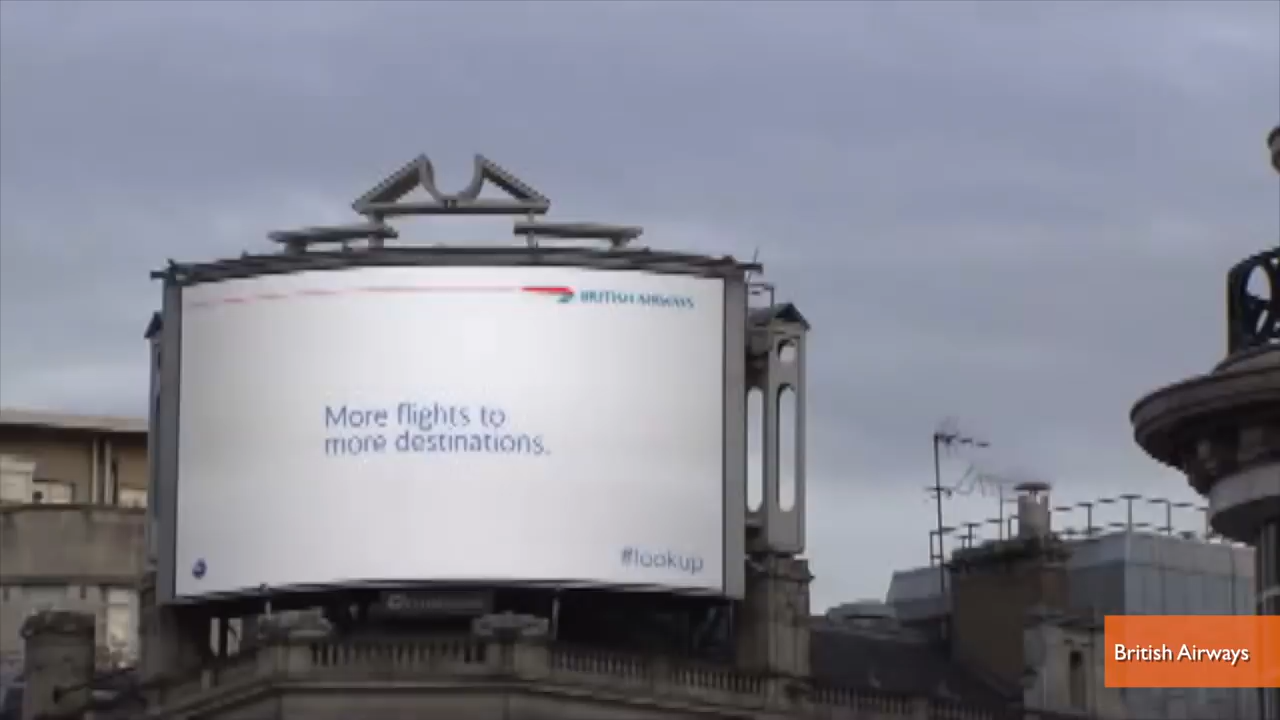 BRITISH AIRWAYS
More flights to
more destinations.
#lookup
British Airways